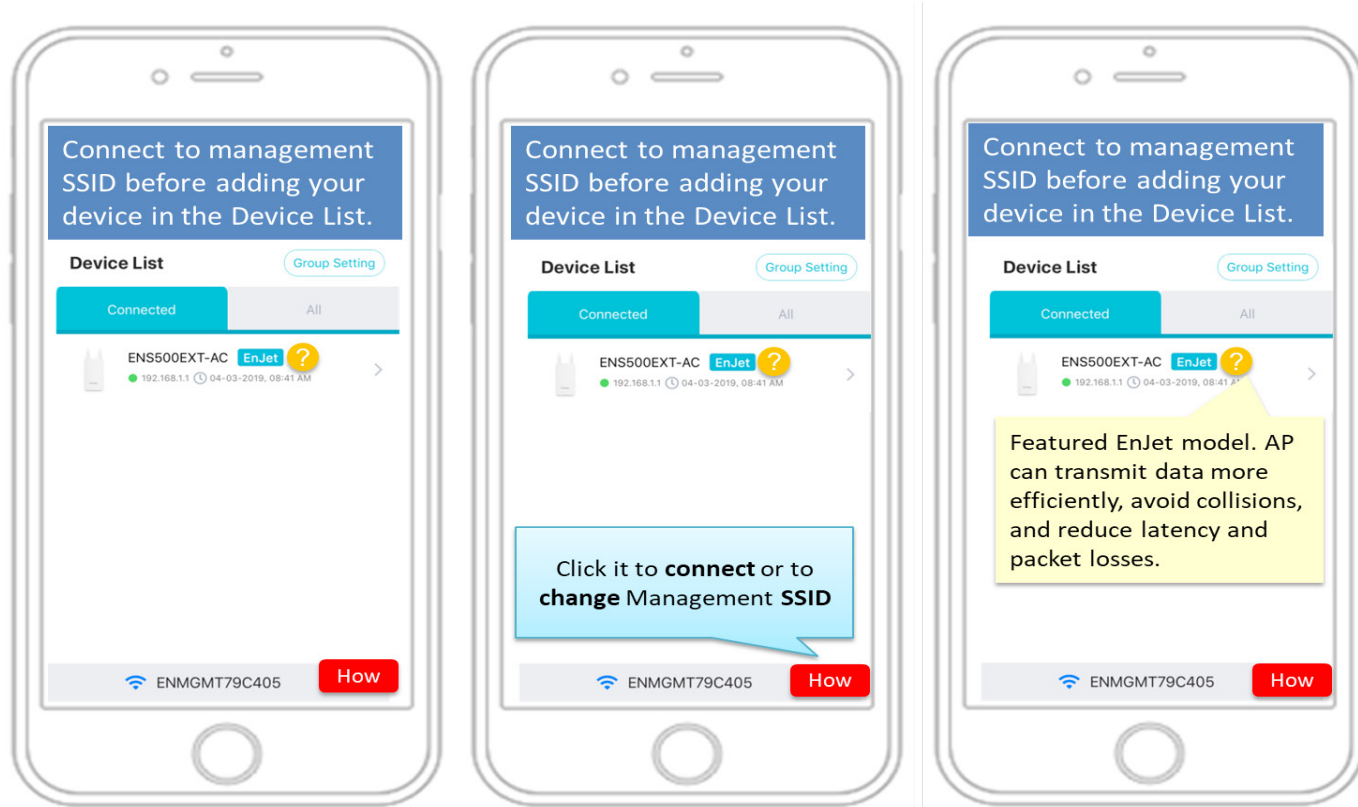 Connect to management
SSID before adding your
device in the Device List.
Device List
Group Setting
Connected
All
ENS500EXT-AC EnJet ?
192.168.1.1 04-03-2019, 08:41 AM
ENMGMT79C405
How
Connect to management
SSID before adding your
device in the Device List.
Device List
Group Setting
Connected
All
ENS500EXT-AC EnJet ?
192.168.1.1 04-03-2019, 08:41 AM
Click it to connect or to
change Management SSID
ENMGMT79C405
How
Connect to management
SSID before adding your
device in the Device List.
Device List
Group Setting
Connected
All
ENS500EXT-AC EnJet ?
192.168.1.1 04-03-2019, 08:41
Featured EnJet model. AP
can transmit data more
efficiently, avoid collisions,
and reduce latency and
packet losses.
ENMGMT79C405
How